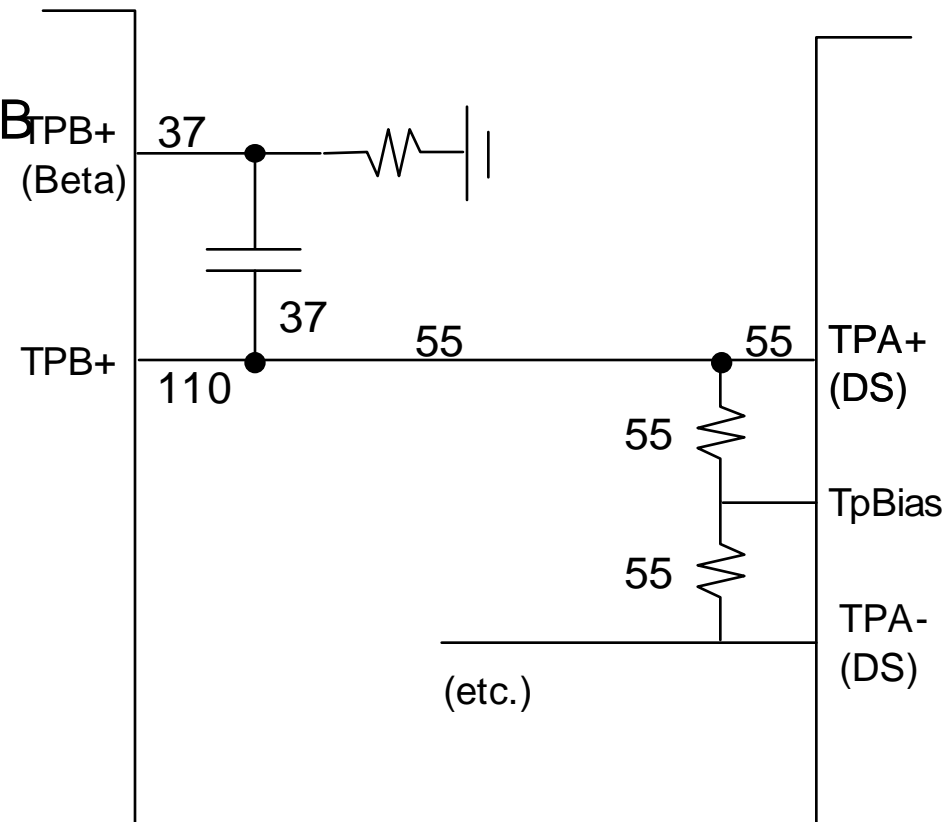 B
TPB+
37
(Beta)
37
TPB+
110
55
55
TPA+
(DS)
55
TpBias
55
TPA-
(DS)
(etc.)